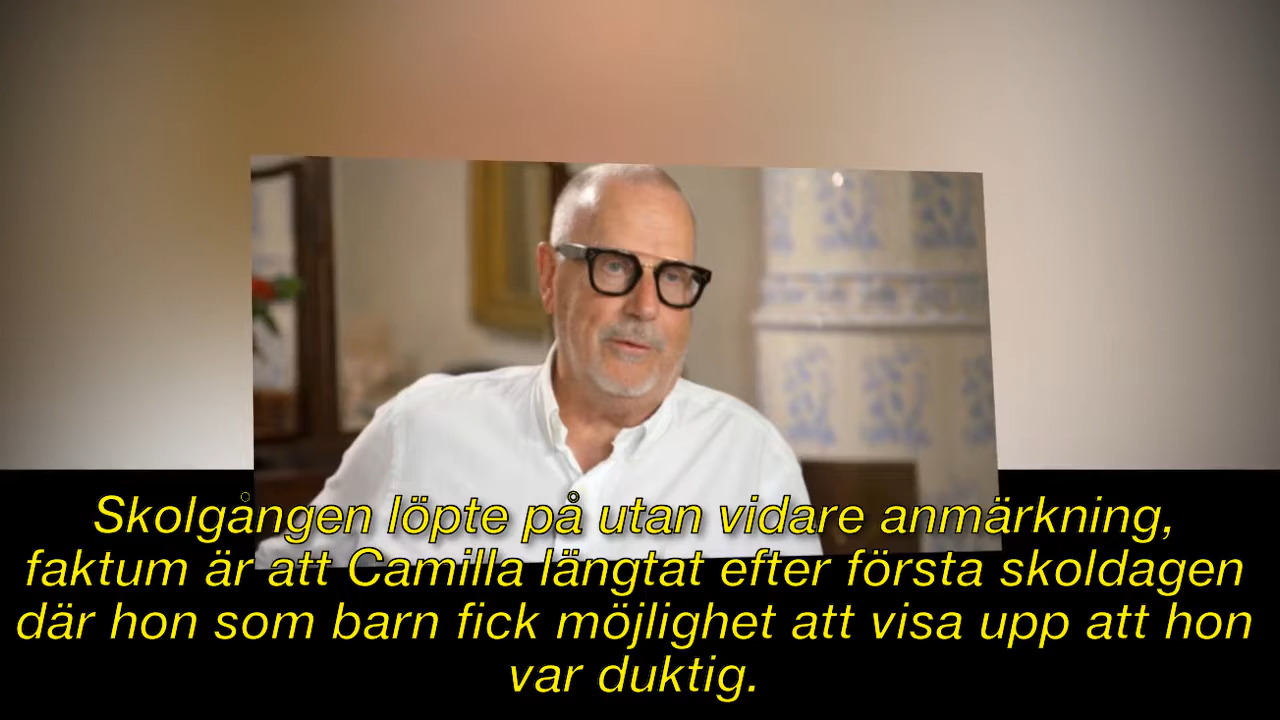 Skolgången löpte på utan vidare anmärkning,
faktum är att Camilla längtat efter första skoldagen
där hon som barn fick möjlighet att visa upp att hon
var duktig.